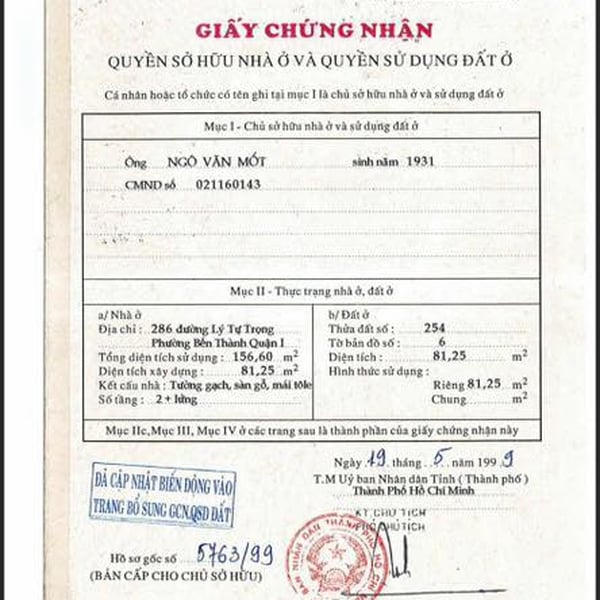 GIẤY CHỨNG NHẬN
QUYỀN SỞ HỮU NHÀ Ở VÀ QUYỀN SỬ DỤNG ĐẤT Ở
Cá nhân hoặc tổ chức có tên ghi tại mục I là chủ sở hữu nhà ở và sử dụng đất ở
Mục I - Chủ sở hữu nhà ở và sử dụng đất ở
Ông NGÔ VĂN MỐT sinh năm 1931
CMND số 021160143
Mục II - Thực trạng nhà ở, đất ở
a/ Nhà ở
Địa chỉ : 286 đường Lý Tự Trọng
Phường Bến Thành Quận I
Tổng diện tích sử dụng : 156,60 m2
Diện tích xây dựng : 81,25 m2
Kết cấu nhà : Tường gạch, sàn gỗ, mái tôle
Số tầng : 2 + lửng
b/ Đất ở
Thửa đất số : 254
Tờ bản đồ số : 6
Diện tích : 81,25 m2
Hình thức sử dụng :
Riêng 81,25 m2
Chung m2
Mục IIc, Mục III, Mục IV ở các trang sau là thành phần của giấy chứng nhận này
Ngày 19 tháng 5 năm 1999
T.M Uỷ ban Nhân dân Tỉnh ( Thành phố )
Thành Phố Hồ Chí Minh
KT.CHỦ TỊCH
PHÓ CHỦ TỊCH
ĐÃ CẬP NHẬT BIẾN ĐỘNG VÀO
TRANG BỔ SUNG GCN.QSD ĐẤT
Hồ sơ gốc số 5763/99
(BẢN CẤP CHO CHỦ SỞ HỮU)